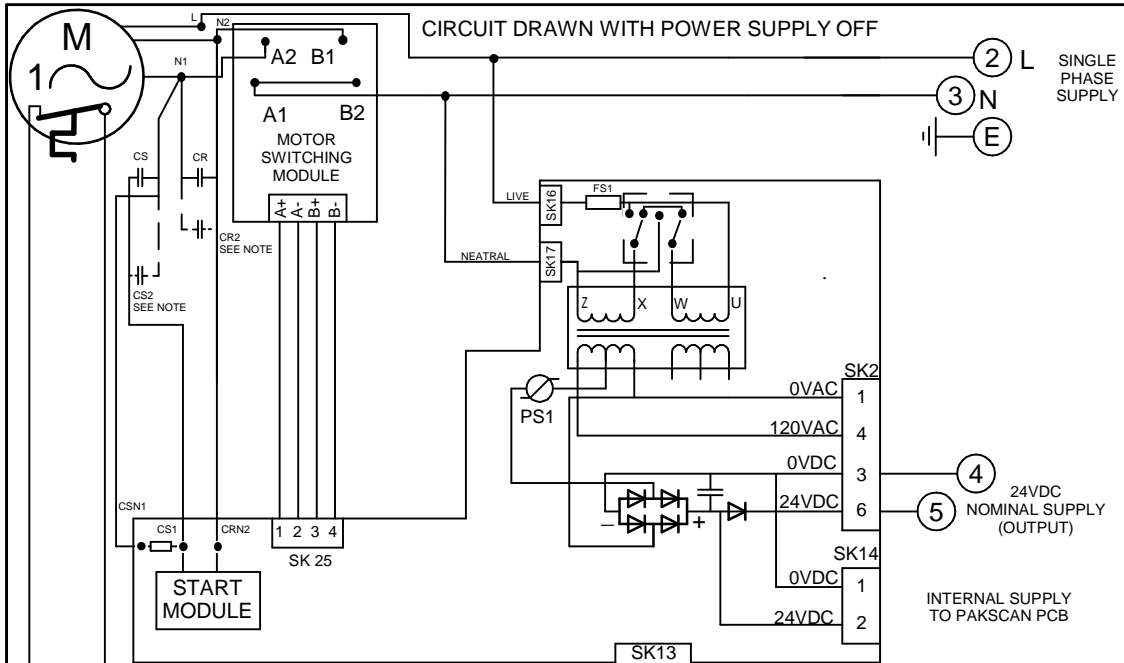 CIRCUIT DRAWN WITH POWER SUPPLY OFF
M
1
L
N2
N1
A2
B1
A1
B2
MOTOR
SWITCHING
MODULE
A+
A-
B+
B-
2
L
SINGLE
PHASE
SUPPLY
3
N
E
CS
CR
CR2
SEE NOTE
CS2
SEE NOTE
LIVE
SK16
FS1
NEATRAL
SK17
Z
X
W
U
PS1
SK2
0VAC
1
120VAC
4
0VDC
3
24VDC
6
4
5
24VDC
NOMINAL SUPPLY
(OUTPUT)
–
+
SK14
0VDC
1
24VDC
2
INTERNAL SUPPLY
TO PAKSCAN PCB
CSN1
CS1
CRN2
1
2
3
4
SK 25
START
MODULE
SK13